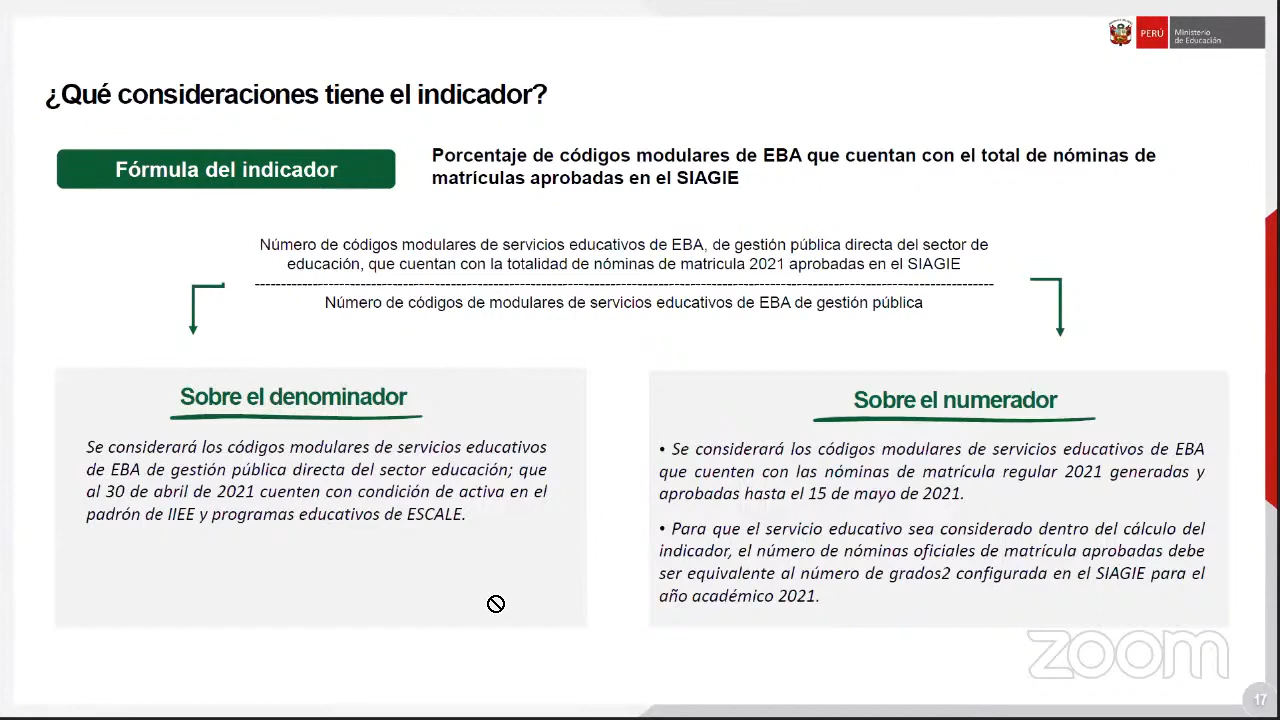 PERÚ
Ministerio
de Educación
¿Qué consideraciones tiene el indicador?
Fórmula del indicador
Porcentaje de códigos modulares de EBA que cuentan con el total de nóminas de
matrículas aprobadas en el SIAGIE
Número de códigos modulares de servicios educativos de EBA, de gestión pública directa del sector de
educación, que cuentan con la totalidad de nóminas de matricula 2021 aprobadas en el SIAGIE
Número de códigos de modulares de servicios educativos de EBA de gestión pública
Sobre el denominador
Se considerará los códigos modulares de servicios educativos
de EBA de gestión pública directa del sector educación; que
al 30 de abril de 2021 cuenten con condición de activa en el
padrón de IIEE y programas educativos de ESCALE.
Sobre el numerador
• Se considerará los códigos modulares de servicios educativos de EBA
que cuenten con las nóminas de matrícula regular 2021 generadas y
aprobadas hasta el 15 de mayo de 2021.
• Para que el servicio educativo sea considerado dentro del cálculo del
indicador, el número de nóminas oficiales de matrícula aprobadas debe
ser equivalente al número de grados2 configurada en el SIAGIE para el
año académico 2021.
zoom
17